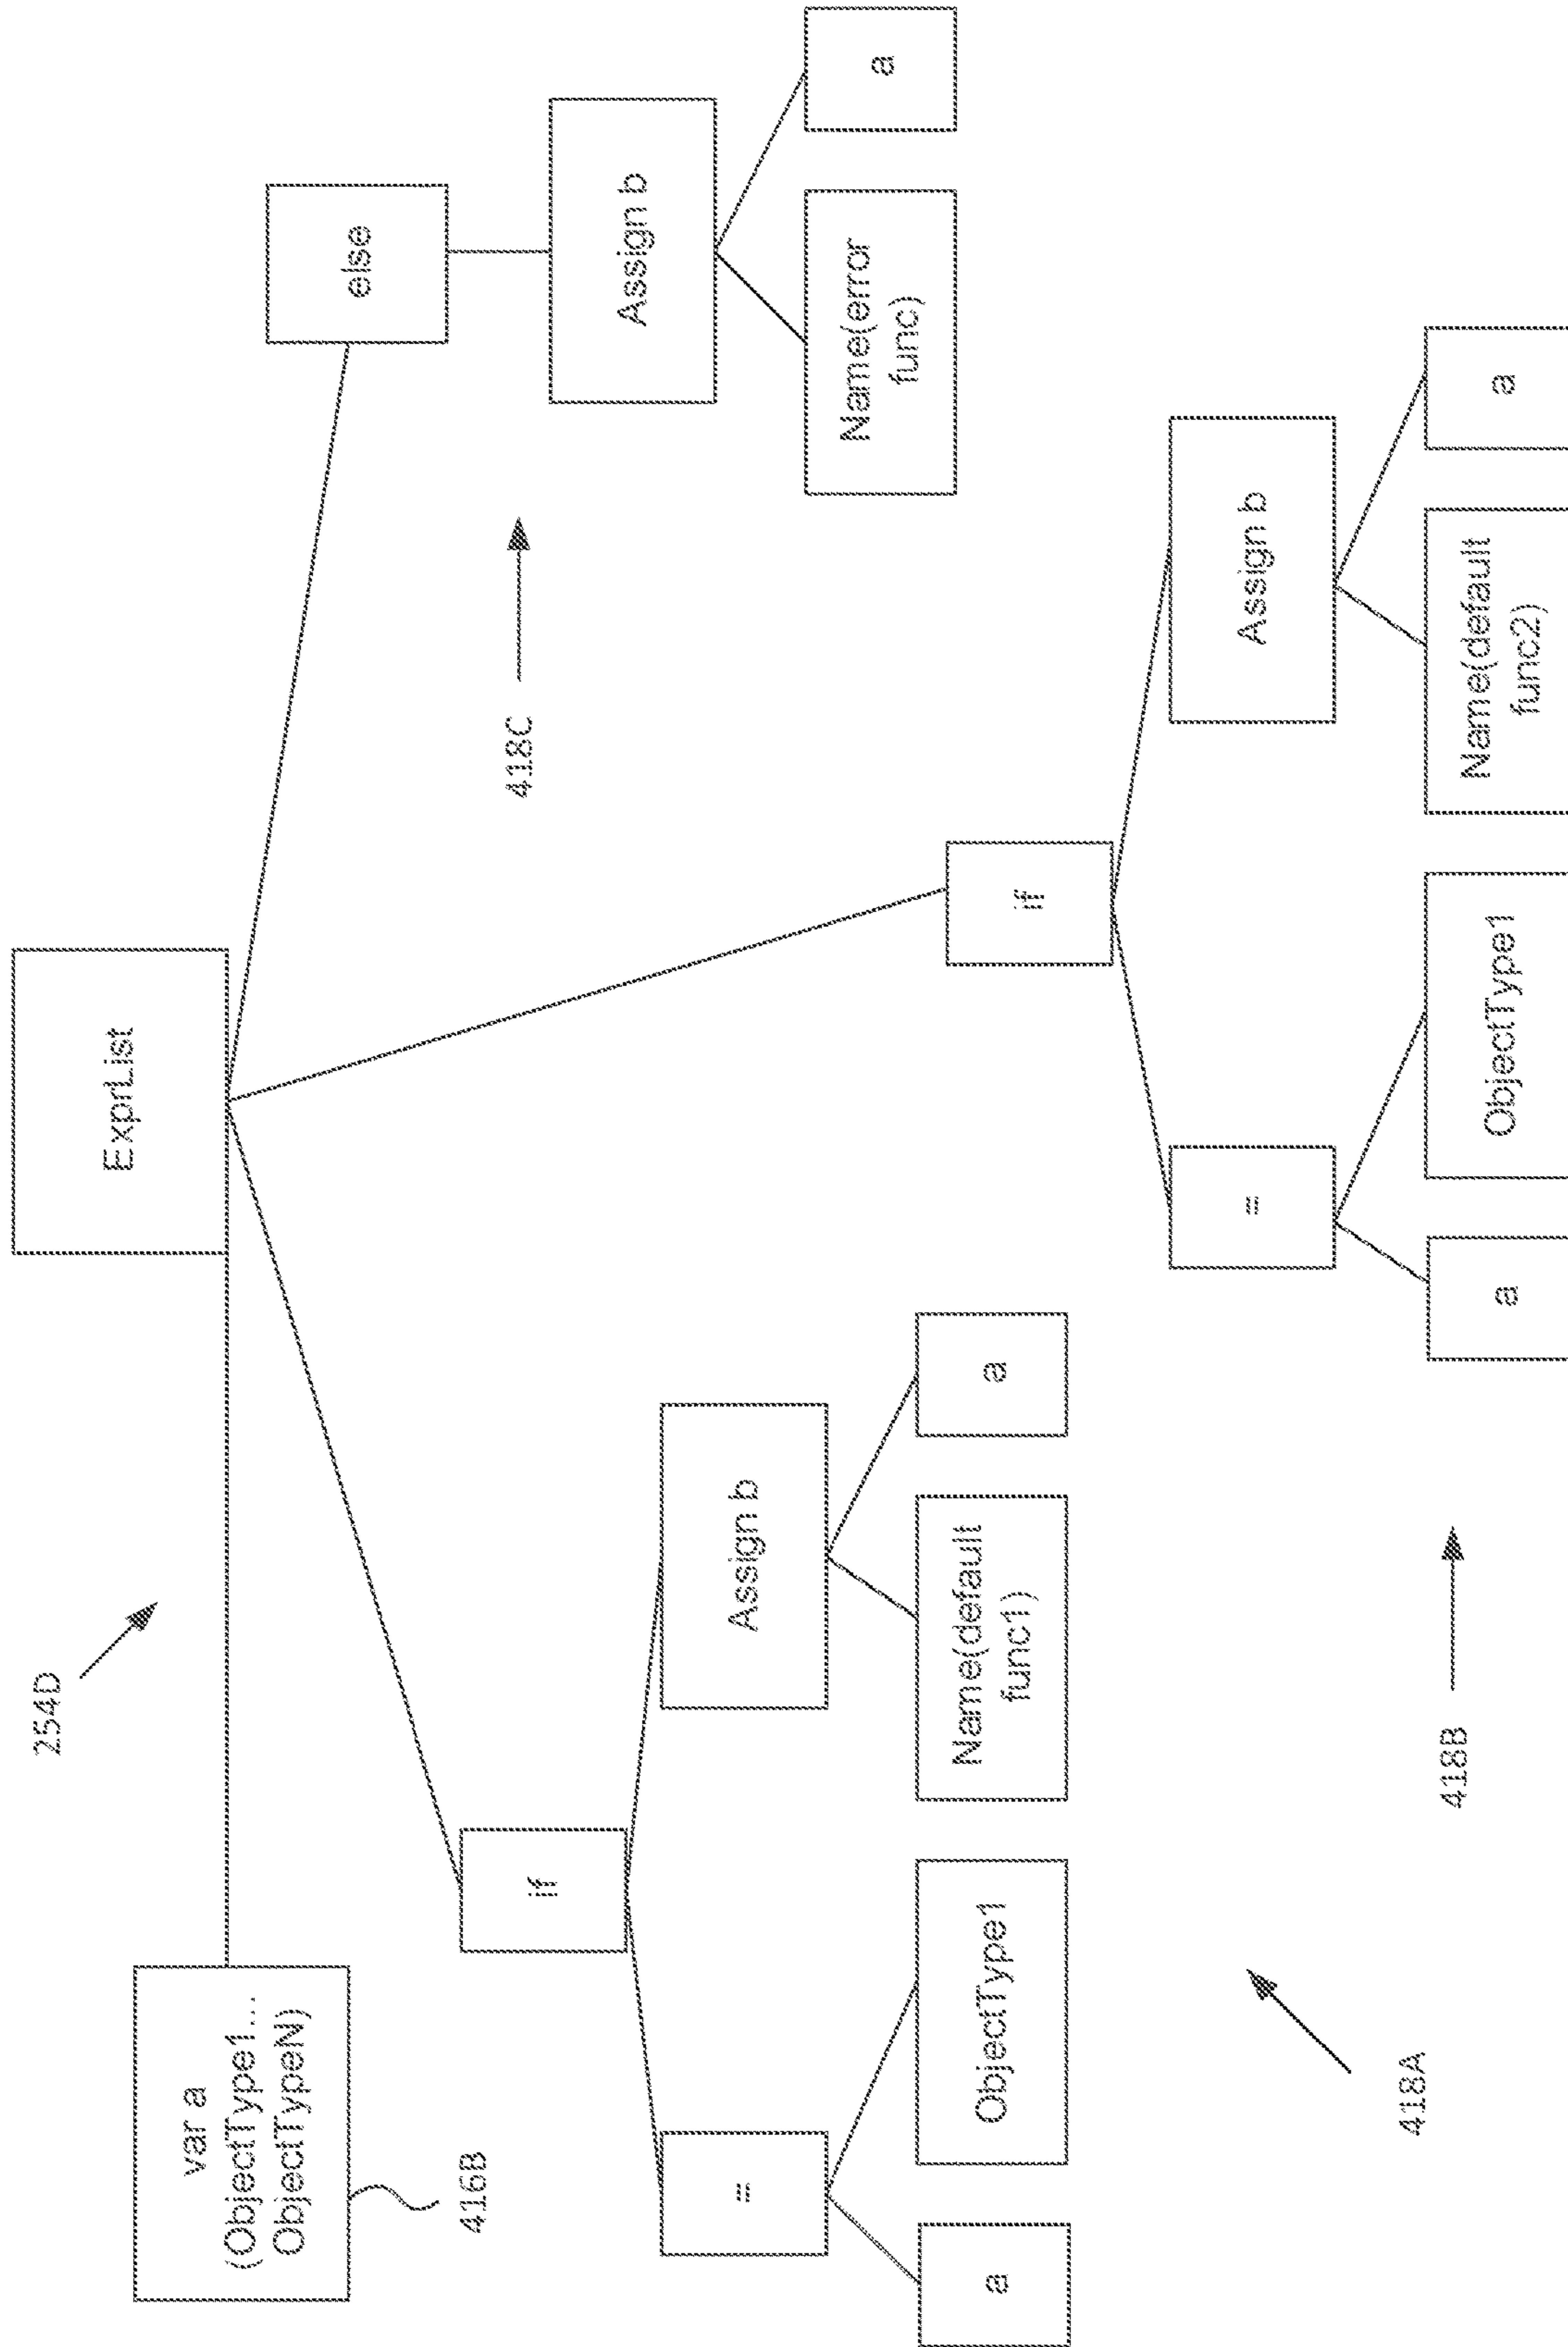 254D
ExprList
var a
(ObjectType1...
ObjectTypeN)
416B
else
Assign b
Name(error
func)
a
418C
if
=
Assign b
a
ObjectType1
Name(default
func1)
a
418A
if
=
Assign b
a
ObjectType1
Name(default
func2)
a
418B